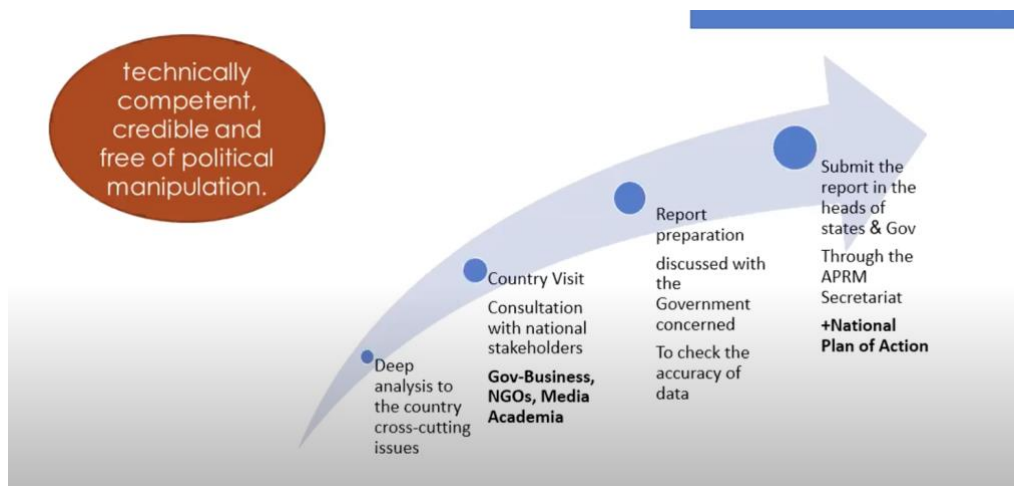 technically
competent,
credible and
free of political
manipulation.
Deep
analysis to
the country
cross-cutting
issues
Country Visit
Consultation
with national
stakeholders
Gov-Business,
NGOs, Media
Academia
Report
preparation
discussed with
the
Government
concerned
To check the
accuracy of
data
Submit the
report in the
heads of
states & Gov
Through the
APRM
Secretariat
+National
Plan of Action